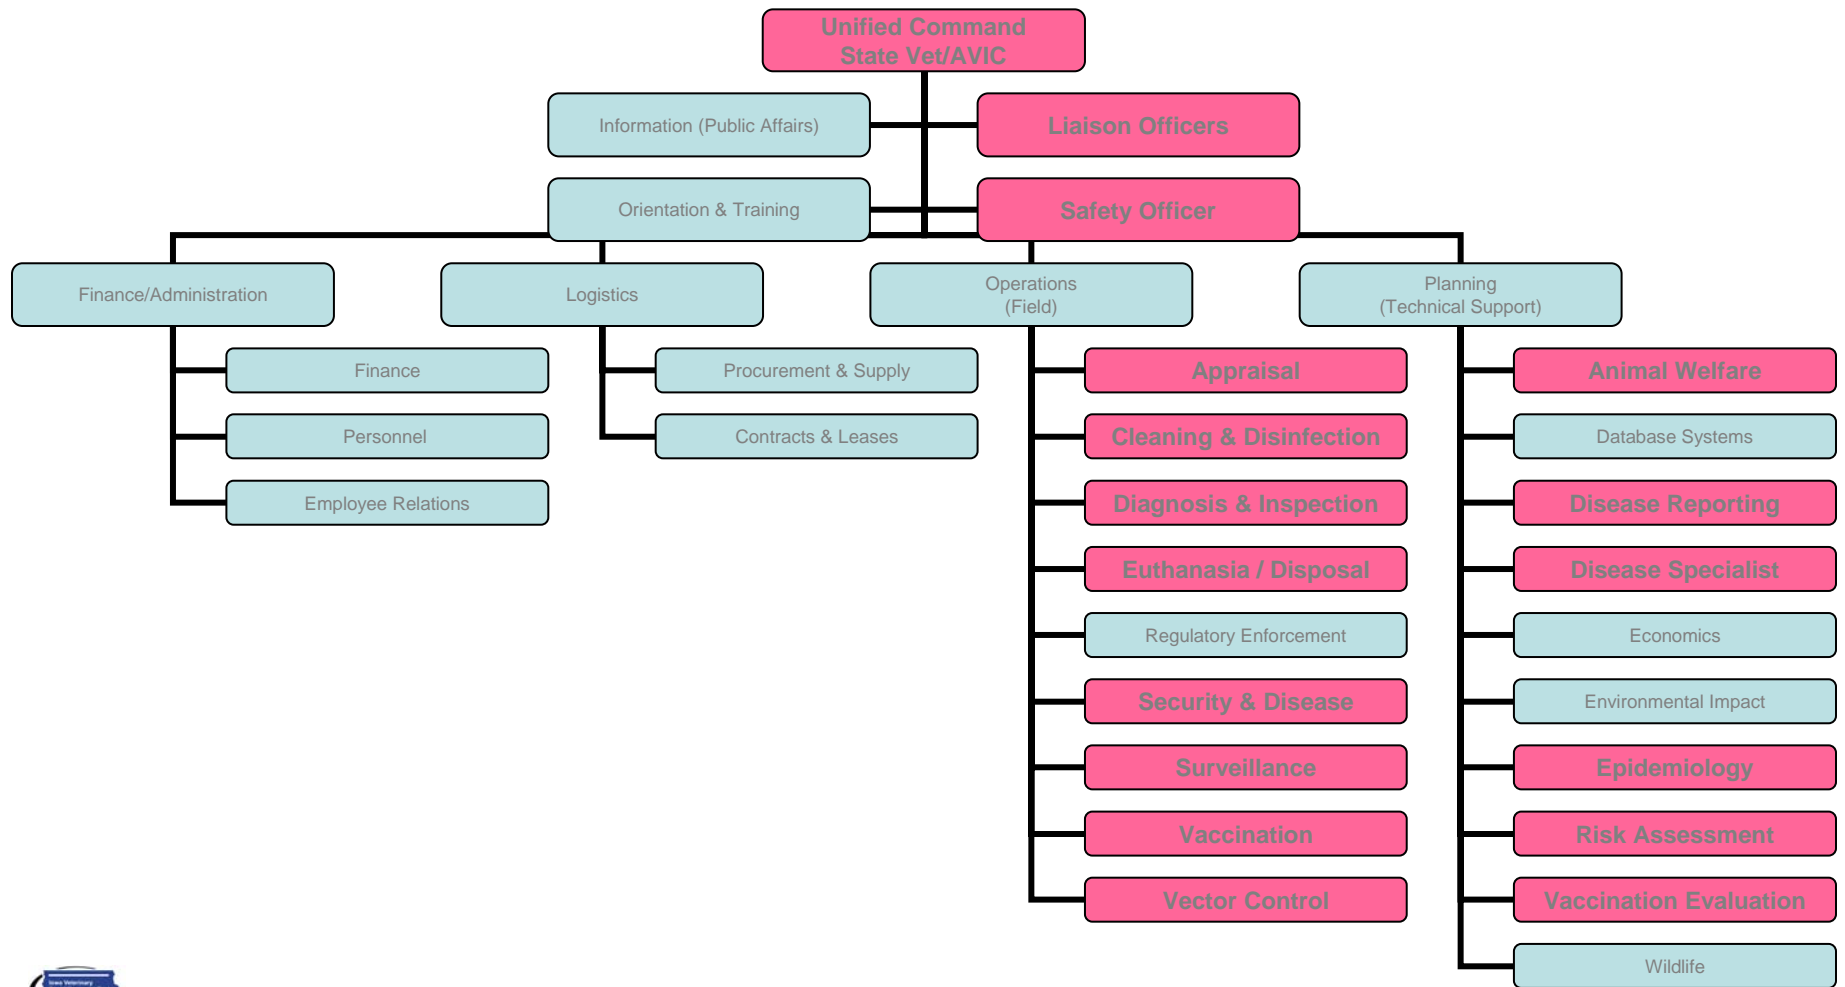 Unified Command
State Vet/AVIC
Information (Public Affairs)
Liaison Officers
Orientation & Training
Safety Officer
Finance/Administration
Logistics
Operations
(Field)
Planning
(Technical Support)
Finance
Personnel
Employee Relations
Procurement & Supply
Contracts & Leases
Appraisal
Cleaning & Disinfection
Diagnosis & Inspection
Euthanasia / Disposal
Regulatory Enforcement
Security & Disease
Surveillance
Vaccination
Vector Control
Animal Welfare
Database Systems
Disease Reporting
Disease Specialist
Economics
Environmental Impact
Epidemiology
Risk Assessment
Vaccination Evaluation
Wildlife
Iowa Veterinary